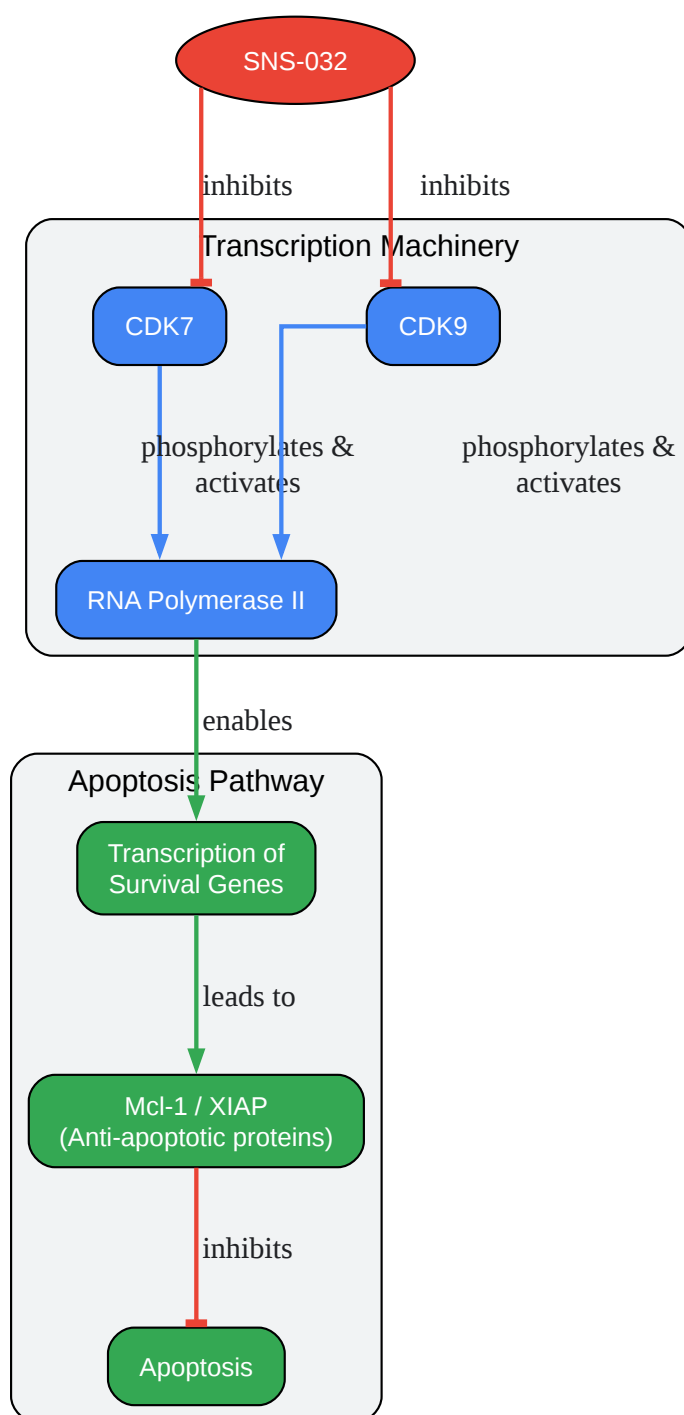 SNS-032
inhibits
inhibits
Transcription Machinery
CDK7
CDK9
phosphorylates &
activates
phosphorylates &
activates
RNA Polymerase II
enables
Apoptosis Pathway
Transcription of
Survival Genes
leads to
Mcl-1 / XIAP
(Anti-apoptotic proteins)
inhibits
Apoptosis